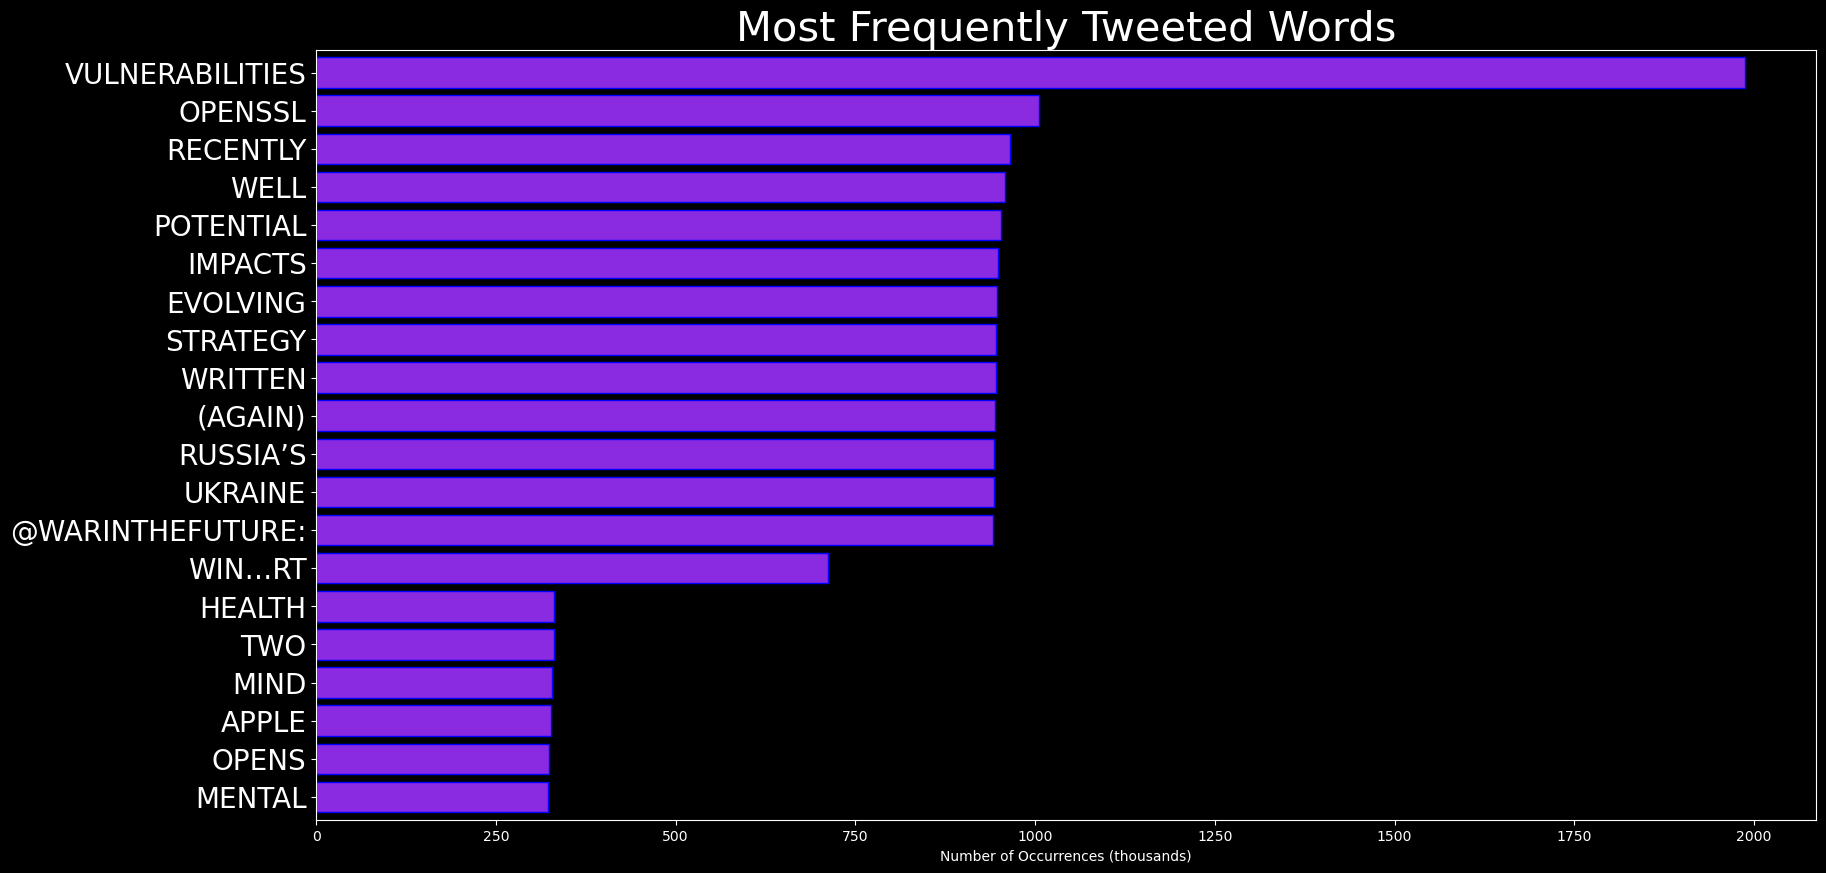 Most Frequently Tweeted Words
VULNERABILITIES
OPENSSL
RECENTLY
WELL
POTENTIAL
IMPACTS
EVOLVING
STRATEGY
WRITTEN
(AGAIN)
RUSSIA’S
UKRAINE
@WARINTHEFUTURE:
WIN…RT
HEALTH
TWO
MIND
APPLE
OPENS
MENTAL
0 250 500 750 1000 1250 1500 1750 2000
Number of Occurrences (thousands)